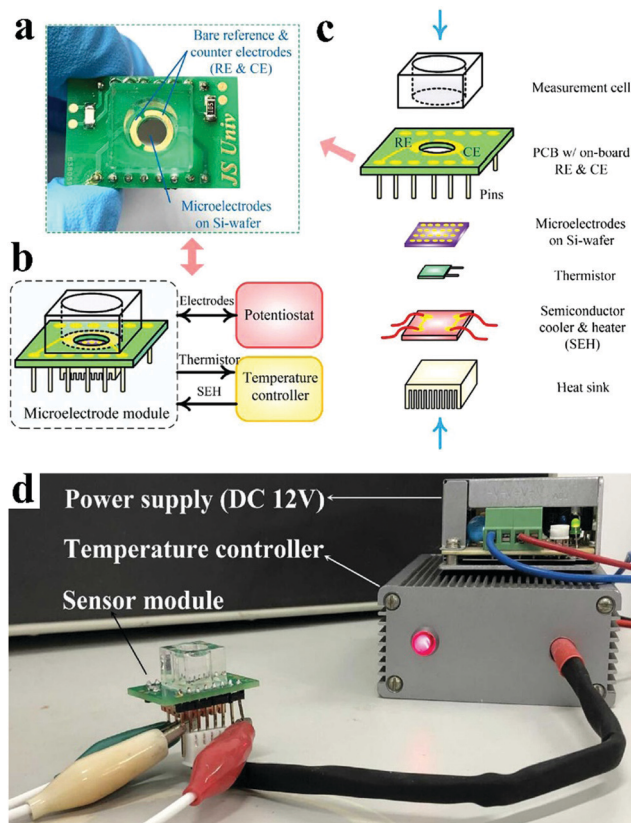 a
Bare reference &
counter electrodes
(RE & CE)
JS Univ
Microelectrodes
on Si-wafer
b
Electrodes
Potentiostat
Thermistor
SEH
Temperature
controller
Microelectrode module
c
Measurement cell
RE
CE
PCB w/ on-board
RE & CE
Pins
Microelectrodes
on Si-wafer
Thermistor
Semiconductor
cooler & heater
(SEH)
Heat sink
d
Power supply (DC 12V)
Temperature controller
Sensor module